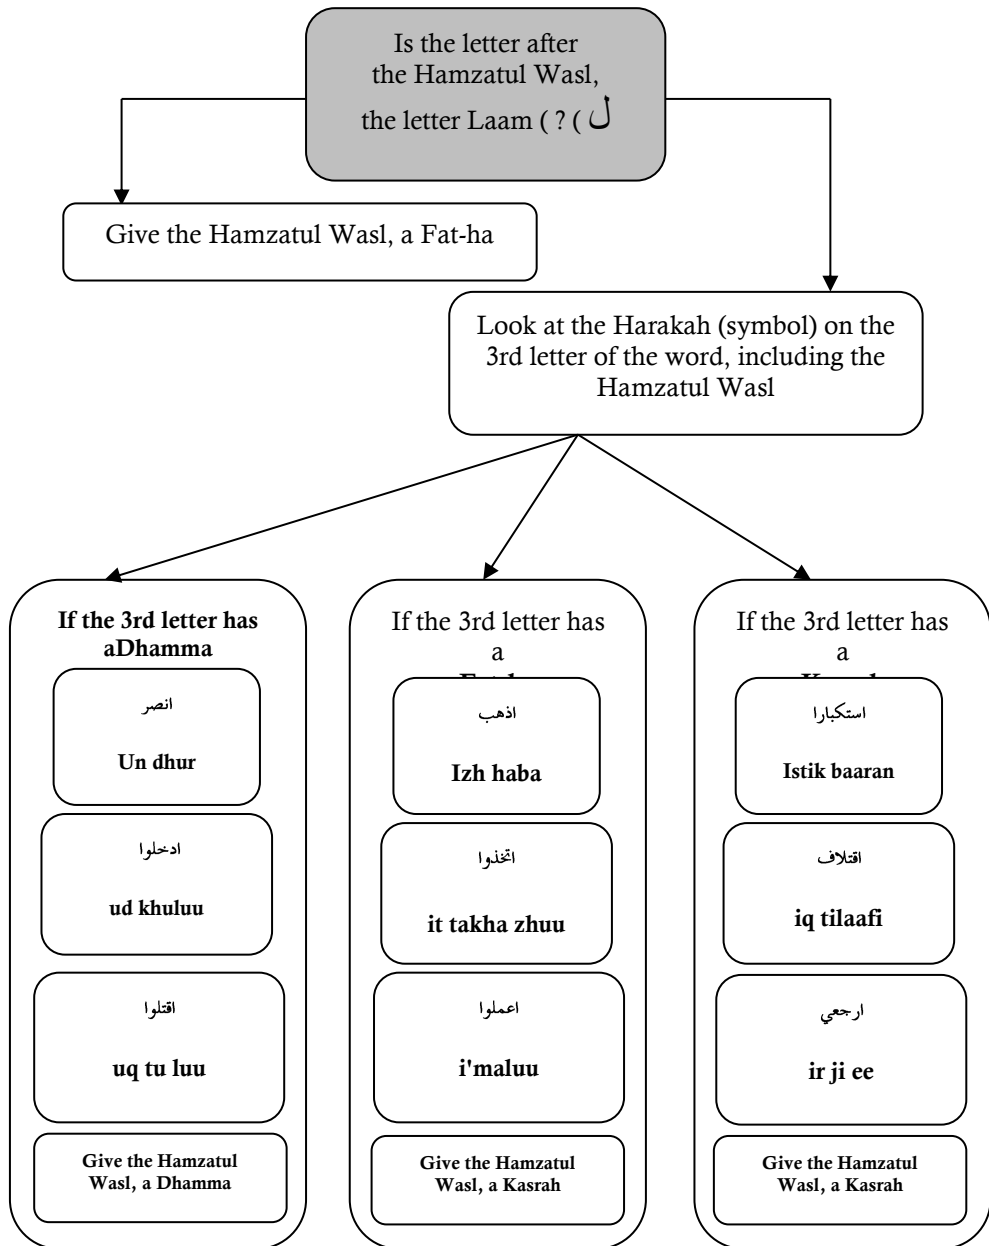 Is the letter after
the Hamzatul Wasl,
the letter Laam ( ? ( ل
Give the Hamzatul Wasl, a Fat-ha
Look at the Harakah (symbol) on the
3rd letter of the word, including the
Hamzatul Wasl
If the 3rd letter has
aDhamma
انصر
Un dhur
ادخلوا
ud khuluu
اقتلوا
uq tu luu
Give the Hamzatul
Wasl, a Dhamma
If the 3rd letter has
a
اذهب
Izh haba
اتخذوا
it takha zhuu
اعملوا
i'maluu
Give the Hamzatul
Wasl, a Kasrah
If the 3rd letter has
a
استكبارا
Istik baaran
اقتلاف
iq tilaafi
ارجعي
ir ji ee
Give the Hamzatul
Wasl, a Kasrah